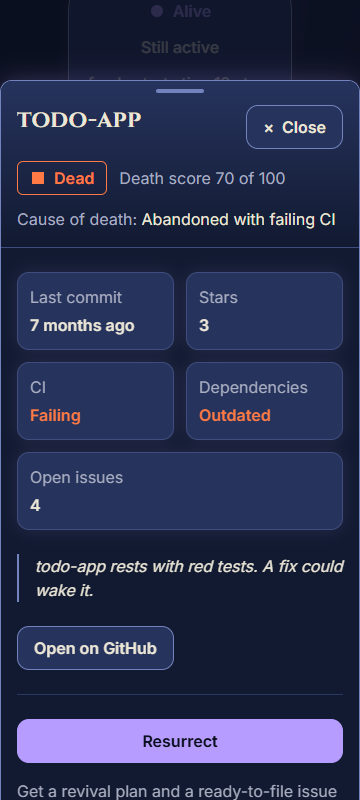 Alive
Still active
TODO-APP
× Close
Dead
Death score 70 of 100
Cause of death: Abandoned with failing CI
Last commit
7 months ago
Stars
3
CI
Failing
Dependencies
Outdated
Open issues
4
todo-app rests with red tests. A fix could
wake it.
Open on GitHub
Resurrect
Get a revival plan and a ready-to-file issue